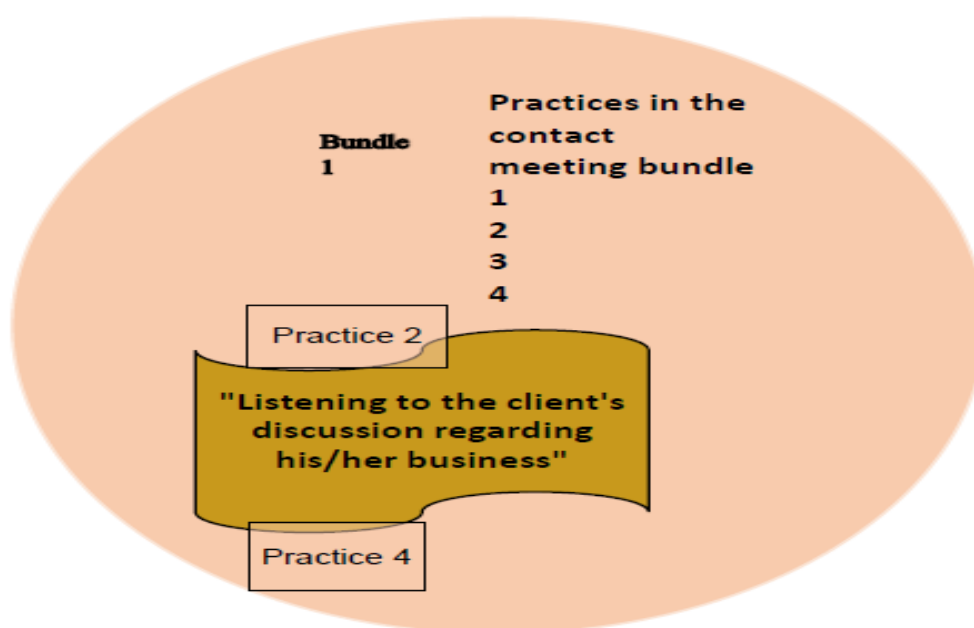 Bundle
1
Practices in the
contact
meeting bundle
1
2
3
4
Practice 2
"Listening to the client's
discussion regarding
his/her business"
Practice 4